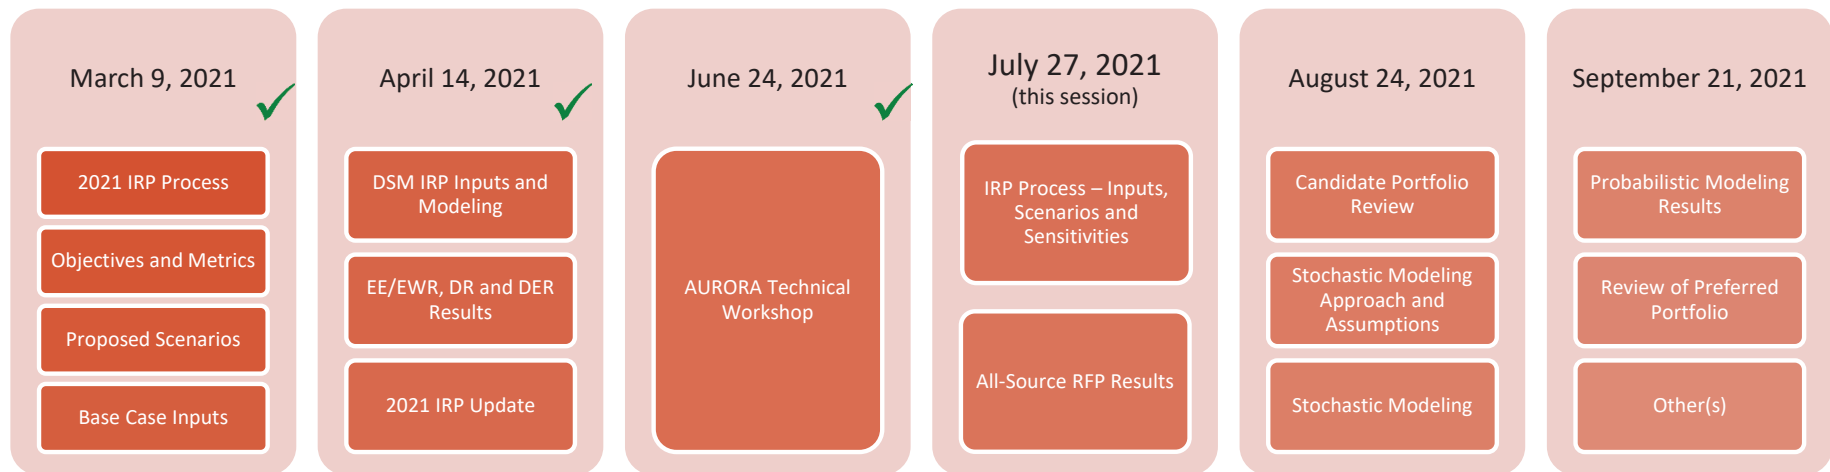 March 9, 2021
2021 IRP Process
Objectives and Metrics
Proposed Scenarios
Base Case Inputs
April 14, 2021
DSM IRP Inputs and
Modeling
EE/EWR, DR and DER
Results
2021 IRP Update
June 24, 2021
AURORA Technical
Workshop
July 27, 2021
(this session)
IRP Process – Inputs,
Scenarios and
Sensitivities
All-Source RFP Results
August 24, 2021
Candidate Portfolio
Review
Stochastic Modeling
Approach and
Assumptions
Stochastic Modeling
September 21, 2021
Probabilistic Modeling
Results
Review of Preferred
Portfolio
Other(s)